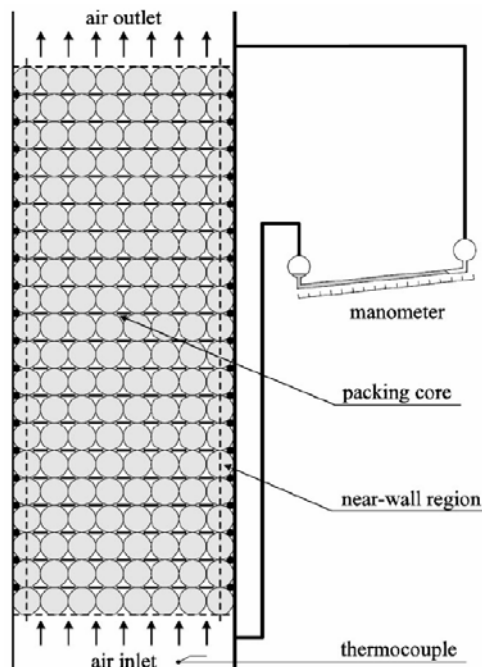 air outlet
manometer
packing core
near-wall region
thermocouple
air inlet